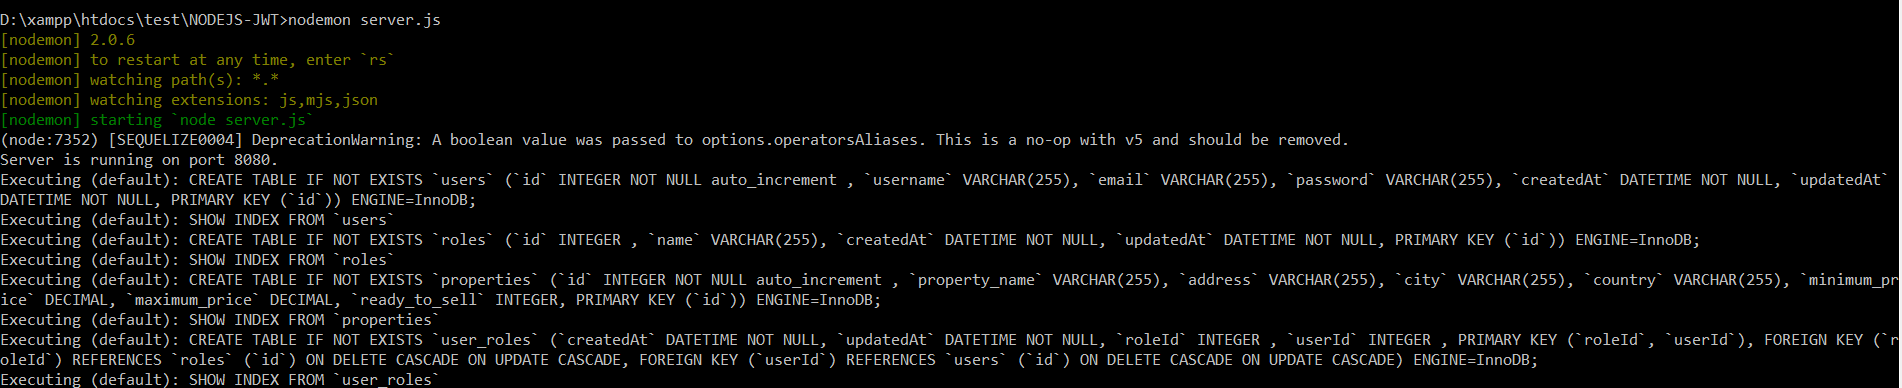 D:\xampp\htdocs\test\NODEJS-JWT>nodemon server.js
[nodemon] 2.0.6
[nodemon] to restart at any time, enter `rs`
[nodemon] watching path(s): *.*
[nodemon] watching extensions: js,mjs,json
[nodemon] starting `node server.js`
(node:7352) [SEQUELIZE0004] DeprecationWarning: A boolean value was passed to options.operatorsAliases. This is a no-op with v5 and should be removed.
Server is running on port 8080.
Executing (default): CREATE TABLE IF NOT EXISTS `users` (`id` INTEGER NOT NULL auto_increment , `username` VARCHAR(255), `email` VARCHAR(255), `password` VARCHAR(255), `createdAt` DATETIME NOT NULL, `updatedAt`
DATETIME NOT NULL, PRIMARY KEY (`id`)) ENGINE=InnoDB;
Executing (default): SHOW INDEX FROM `users`
Executing (default): CREATE TABLE IF NOT EXISTS `roles` (`id` INTEGER , `name` VARCHAR(255), `createdAt` DATETIME NOT NULL, `updatedAt` DATETIME NOT NULL, PRIMARY KEY (`id`)) ENGINE=InnoDB;
Executing (default): SHOW INDEX FROM `roles`
Executing (default): CREATE TABLE IF NOT EXISTS `properties` (`id` INTEGER NOT NULL auto_increment , `property_name` VARCHAR(255), `address` VARCHAR(255), `city` VARCHAR(255), `country` VARCHAR(255), `minimum_pr
ice` DECIMAL, `maximum_price` DECIMAL, `ready_to_sell` INTEGER, PRIMARY KEY (`id`)) ENGINE=InnoDB;
Executing (default): SHOW INDEX FROM `properties`
Executing (default): CREATE TABLE IF NOT EXISTS `user_roles` (`createdAt` DATETIME NOT NULL, `updatedAt` DATETIME NOT NULL, `roleId` INTEGER , `userId` INTEGER , PRIMARY KEY (`roleId`, `userId`), FOREIGN KEY (`r
oleId`) REFERENCES `roles` (`id`) ON DELETE CASCADE ON UPDATE CASCADE, FOREIGN KEY (`userId`) REFERENCES `users` (`id`) ON DELETE CASCADE ON UPDATE CASCADE) ENGINE=InnoDB;
Executing (default): SHOW INDEX FROM `user_roles`